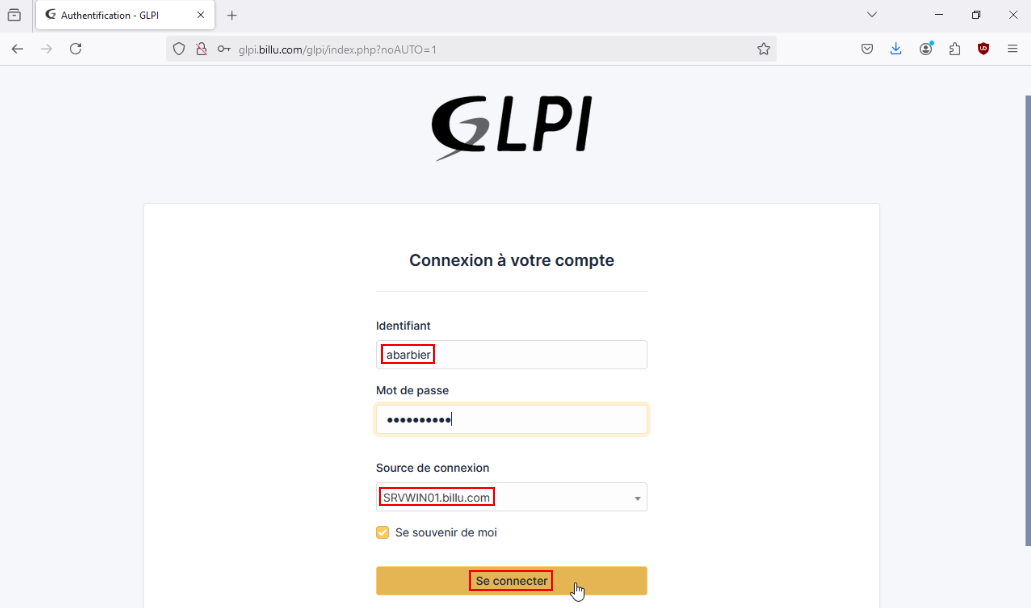 Authentification - GLPI
glpi.billu.com/glpi/index.php?noAUTO=1
GLPI
Connexion à votre compte
Identifiant
abarbier
Mot de passe
••••••••••
Source de connexion
SRVWIN01.billu.com
Se souvenir de moi
Se connecter